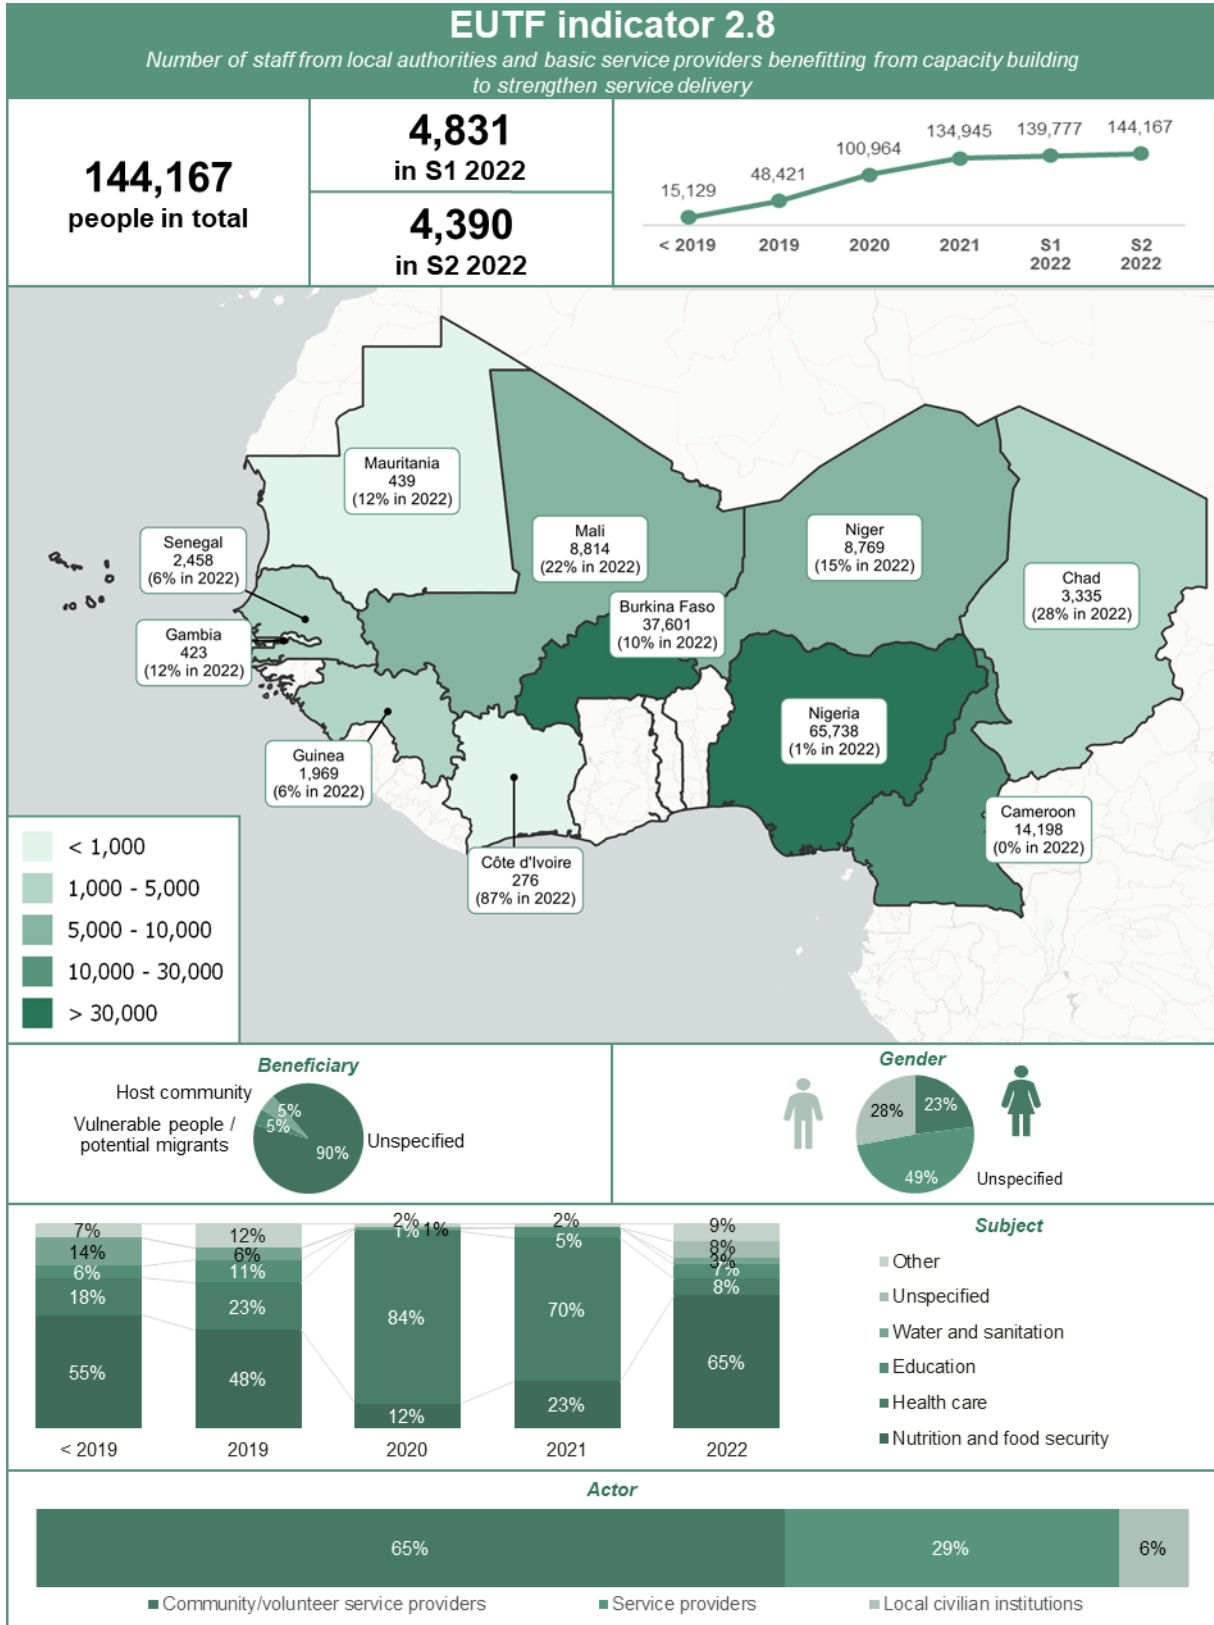 EUTF indicator 2.8
Number of staff from local authorities and basic service providers benefitting from capacity building
to strengthen service delivery
144,167
people in total
4,831
in S1 2022
4,390
in S2 2022
15,129
48,421
100,964
134,945
139,777
144,167
< 2019
2019
2020
2021
S1
2022
S2
2022
Mauritania
439
(12% in 2022)
Senegal
2,458
(6% in 2022)
Gambia
423
(12% in 2022)
Mali
8,814
(22% in 2022)
Niger
8,769
(15% in 2022)
Chad
3,335
(28% in 2022)
Burkina Faso
37,601
(10% in 2022)
Nigeria
65,738
(1% in 2022)
Guinea
1,969
(6% in 2022)
Côte d'Ivoire
276
(87% in 2022)
Cameroon
14,198
(0% in 2022)
< 1,000
1,000 - 5,000
5,000 - 10,000
10,000 - 30,000
> 30,000
Beneficiary
Host community
Vulnerable people /
potential migrants
5%
5%
90%
Unspecified
Gender
28%
23%
49%
Unspecified
7%
14%
6%
18%
55%
< 2019
12%
6%
11%
23%
48%
2019
2%
1%
1%
84%
12%
2020
2%
5%
70%
23%
2021
9%
8%
3%
7%
8%
65%
2022
Subject
Other
Unspecified
Water and sanitation
Education
Health care
Nutrition and food security
Actor
65%
29%
6%
Community/volunteer service providers
Service providers
Local civilian institutions